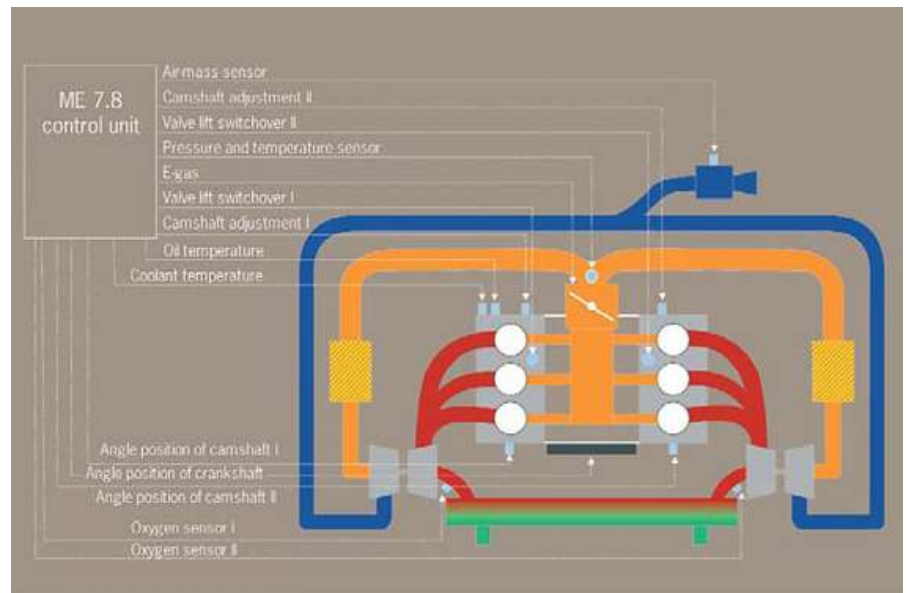 ME 7.8
control unit
Air-mass sensor
Camshaft adjustment II
Valve lift switchover II
Pressure and temperature sensor
E-gas
Valve lift switchover I
Camshaft adjustment I
Oil temperature
Coolant temperature
Angle position of camshaft I
Angle position of crankshaft
Angle position of camshaft II
Oxygen sensor I
Oxygen sensor II